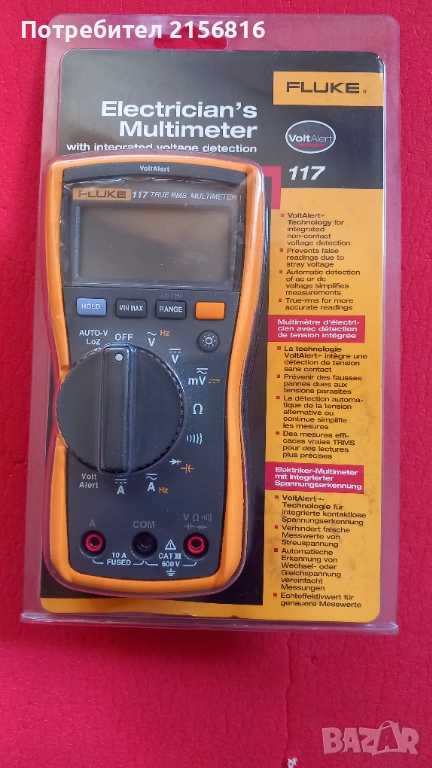 Потребител 2156816
FLUKE®
Electrician's
Multimeter
with integrated voltage detection
VoltAlert
117
VoltAlert
FLUKE 117 TRUE RMS MULTIMETER
HOLD
MIN MAX
RANGE
AUTO-V
LoZ
OFF
V
Hz
V
mV
Ω
Volt
Alert
A
A
Hz
A
COM
V Ω
10 A
FUSED
CAT III
600 V
■ VoltAlert™
Technology for
integrated
non-contact
voltage detection
■ Prevents false
readings due to
stray voltage
■ Automatic detection
of ac or dc
voltage simplifies
measurements
■ True-rms for more
accurate readings
Multimètre d'électri-
cien avec détection
de tension intégrée
■ La technologie
VoltAlert™ intègre une
détection de tension
sans contact
■ Prévenir des fausses
pannes dues aux
tensions parasites
■ La détection automa-
tique de la tension
alternative ou
continue simplifie
les mesures
■ Des mesures effi-
caces vraies TRMS
pour des lectures
plus précises
Elektriker-Multimeter
mit integrierter
Spannungserkennung
■ VoltAlert™-
Technologie für
integrierte kontaktlose
Spannungserkennung
■ Verhindert falsche
Messwerte von
Streuspannung
■ Automatische
Erkennung von
Wechsel- oder
Gleichspannung
vereinfacht
Messungen
■ Echteffektivwert für
genauere Messwerte
BAZAR